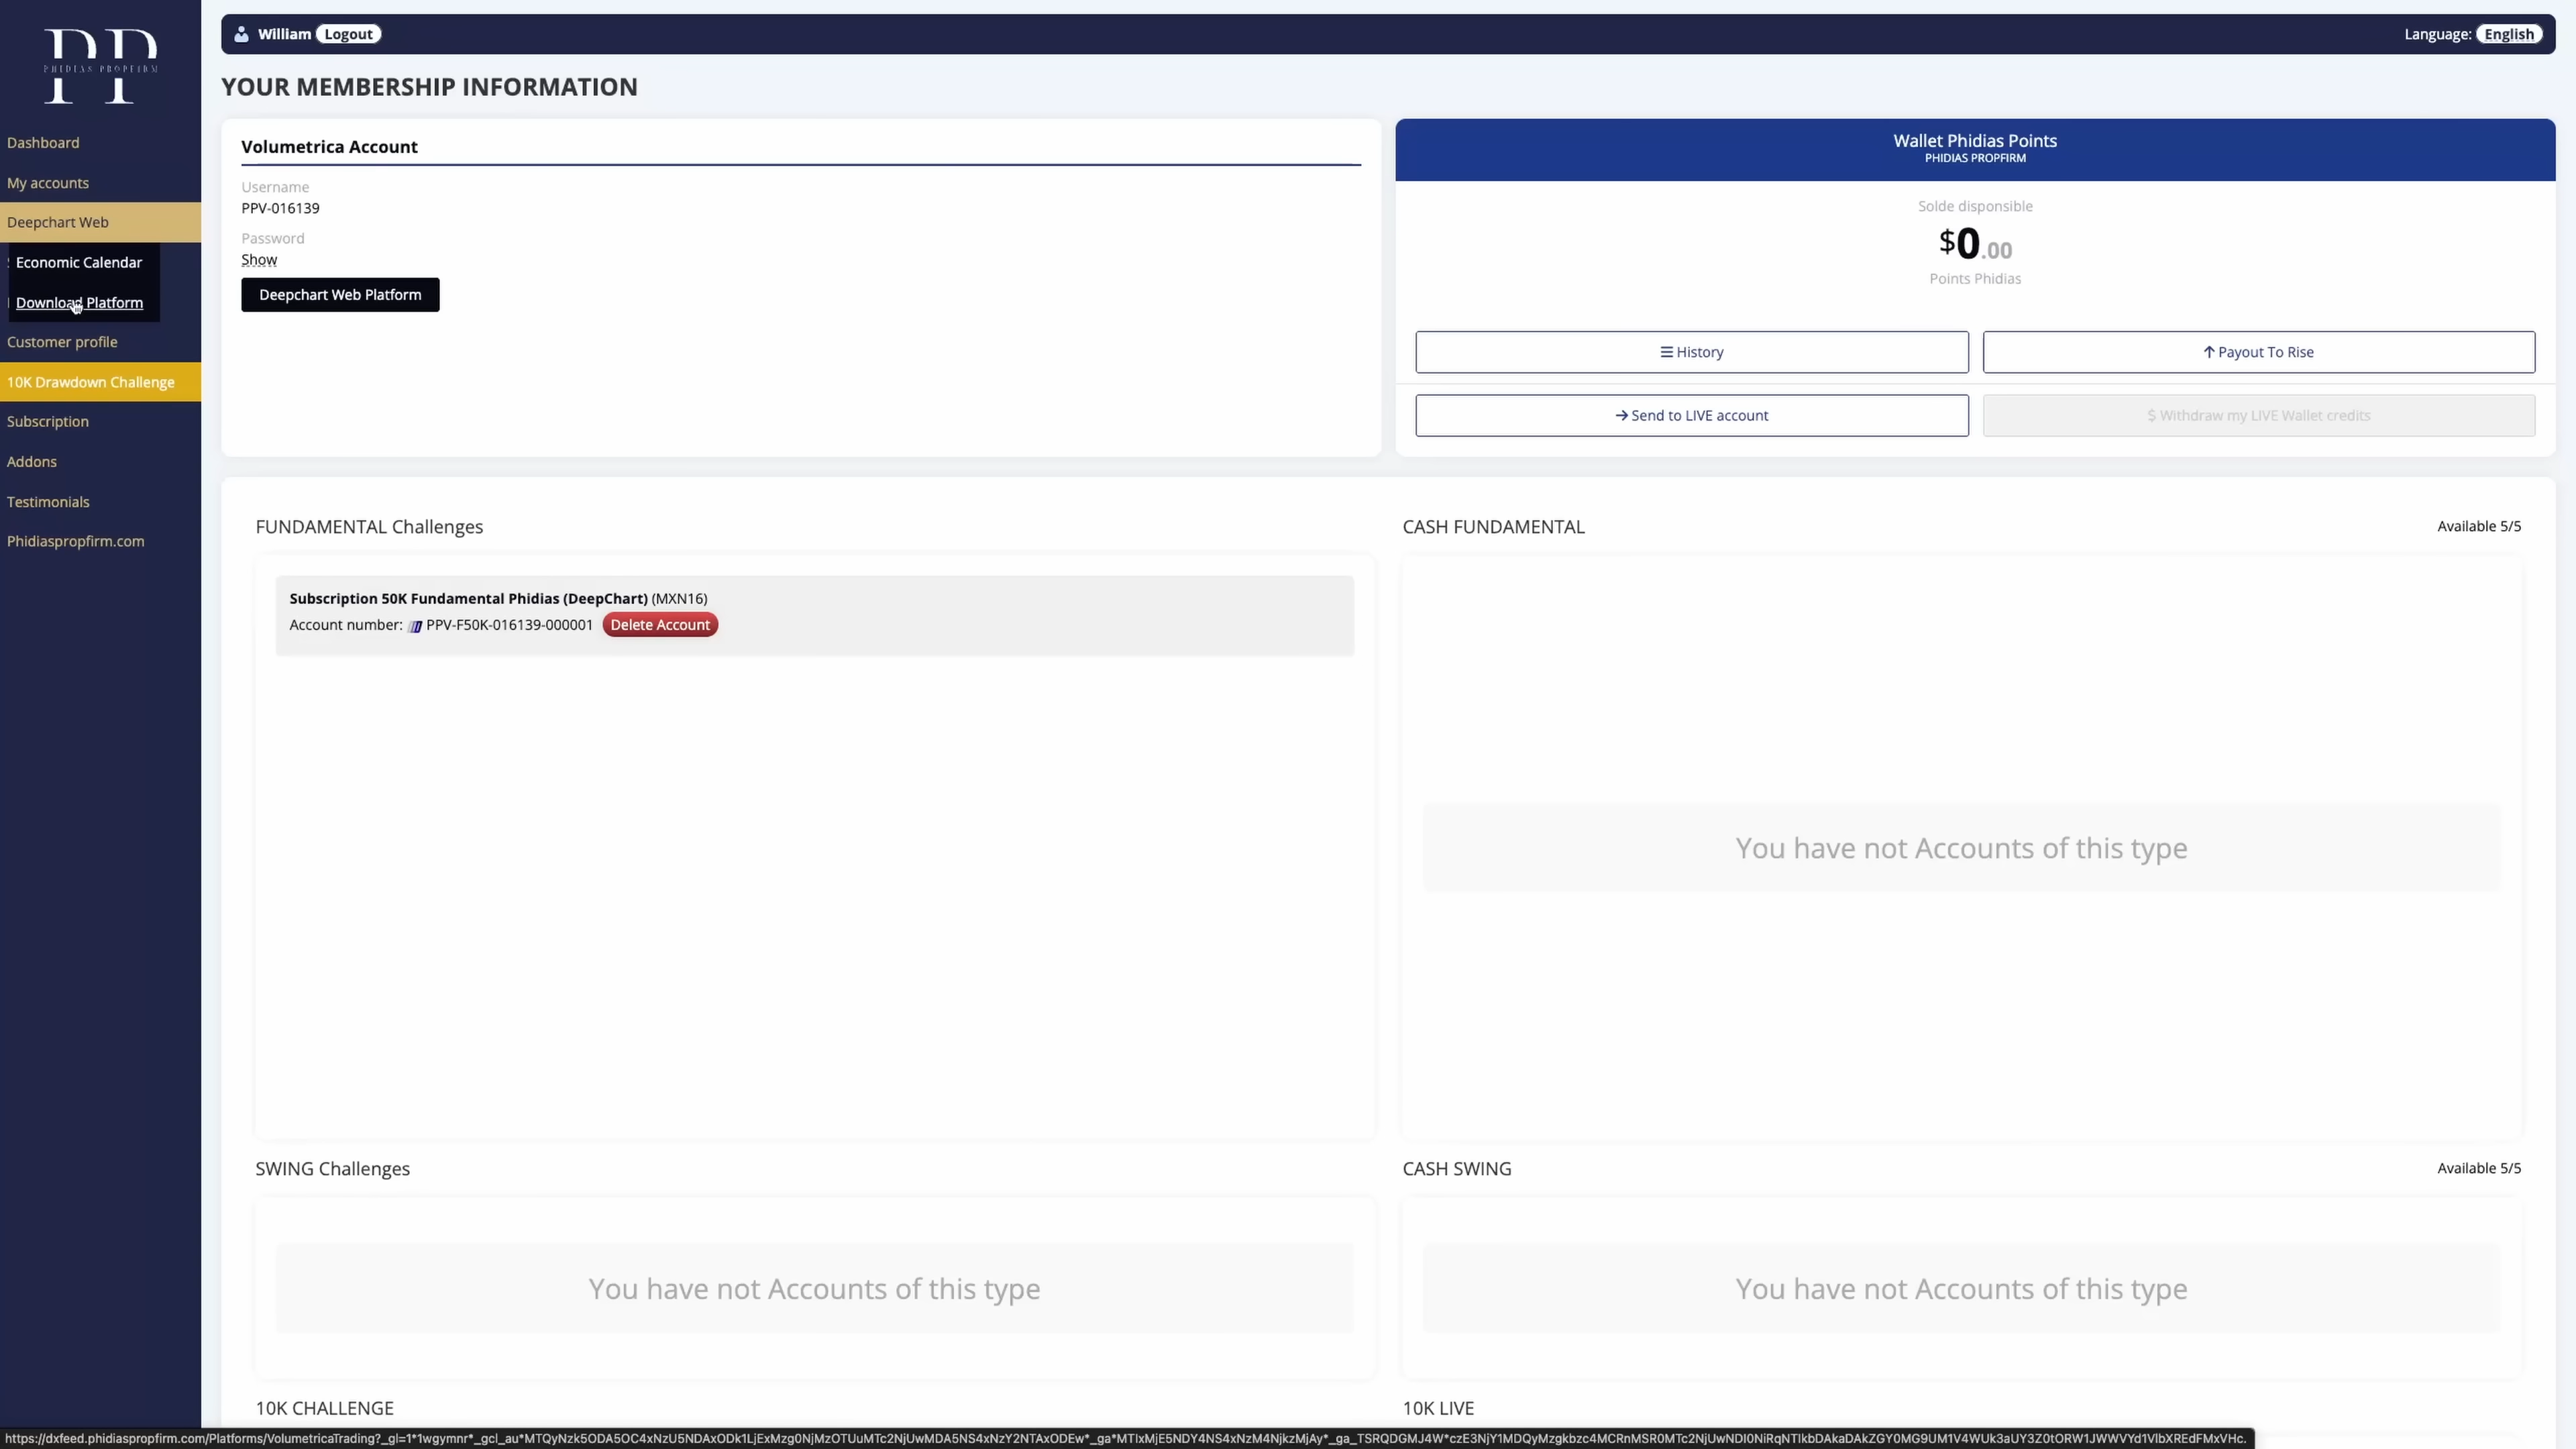 PP
PHIDIAS PROPFIRM
Dashboard
My accounts
Deepchart Web
Economic Calendar
Download Platform
Customer profile
10K Drawdown Challenge
Subscription
Addons
Testimonials
Phidiaspropfirm.com
William Logout
Language: English
YOUR MEMBERSHIP INFORMATION
Volumetrica Account
Username
PPV-016139
Password
Show
Deepchart Web Platform
Wallet Phidias Points
PHIDIAS PROPFIRM
Solde disponsible
$0.00
Points Phidias
History
Payout To Rise
Send to LIVE account
$ Withdraw my LIVE Wallet credits
FUNDAMENTAL Challenges
Subscription 50K Fundamental Phidias (DeepChart) (MXN16)
Account number: PPV-F50K-016139-000001 Delete Account
CASH FUNDAMENTAL
Available 5/5
You have not Accounts of this type
SWING Challenges
You have not Accounts of this type
CASH SWING
Available 5/5
You have not Accounts of this type
10K CHALLENGE
10K LIVE